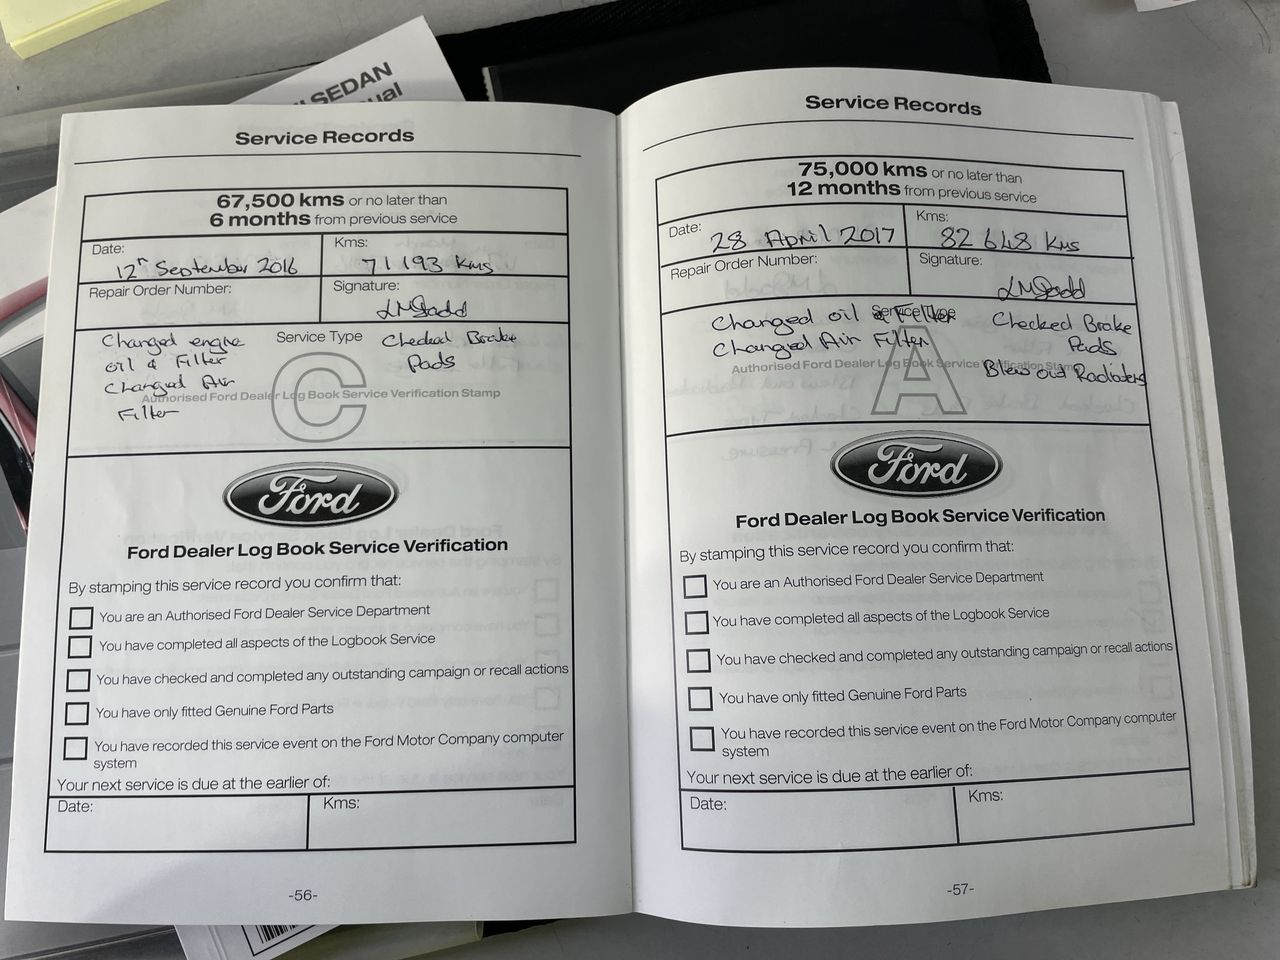 SEDAN
ual
Service Records
67,500 kms or no later than
6 months from previous service
Date:
12th September 2016
Kms:
71 193 kms
Repair Order Number:
Signature:
Service Type
Changed engine
oil & Filter
Changed Air
Filter
Checked Brake
Pads
C
Authorised Ford Dealer Log Book Service Verification Stamp
Ford
Ford Dealer Log Book Service Verification
By stamping this service record you confirm that:
You are an Authorised Ford Dealer Service Department
You have completed all aspects of the Logbook Service
You have checked and completed any outstanding campaign or recall actions
You have only fitted Genuine Ford Parts
You have recorded this service event on the Ford Motor Company computer
system
Your next service is due at the earlier of:
Date:
Kms:
-56-
Service Records
75,000 kms or no later than
12 months from previous service
Date:
28 April 2017
Kms:
82 648 kms
Repair Order Number:
Signature:
Service Type
Changed oil & Filter
Changed Air Filter
Checked Brake
Pads
Blew out Radiator
A
Authorised Ford Dealer Log Book Service Verification Stamp
Ford
Ford Dealer Log Book Service Verification
By stamping this service record you confirm that:
You are an Authorised Ford Dealer Service Department
You have completed all aspects of the Logbook Service
You have checked and completed any outstanding campaign or recall actions
You have only fitted Genuine Ford Parts
You have recorded this service event on the Ford Motor Company computer
system
Your next service is due at the earlier of:
Date:
Kms:
-57-